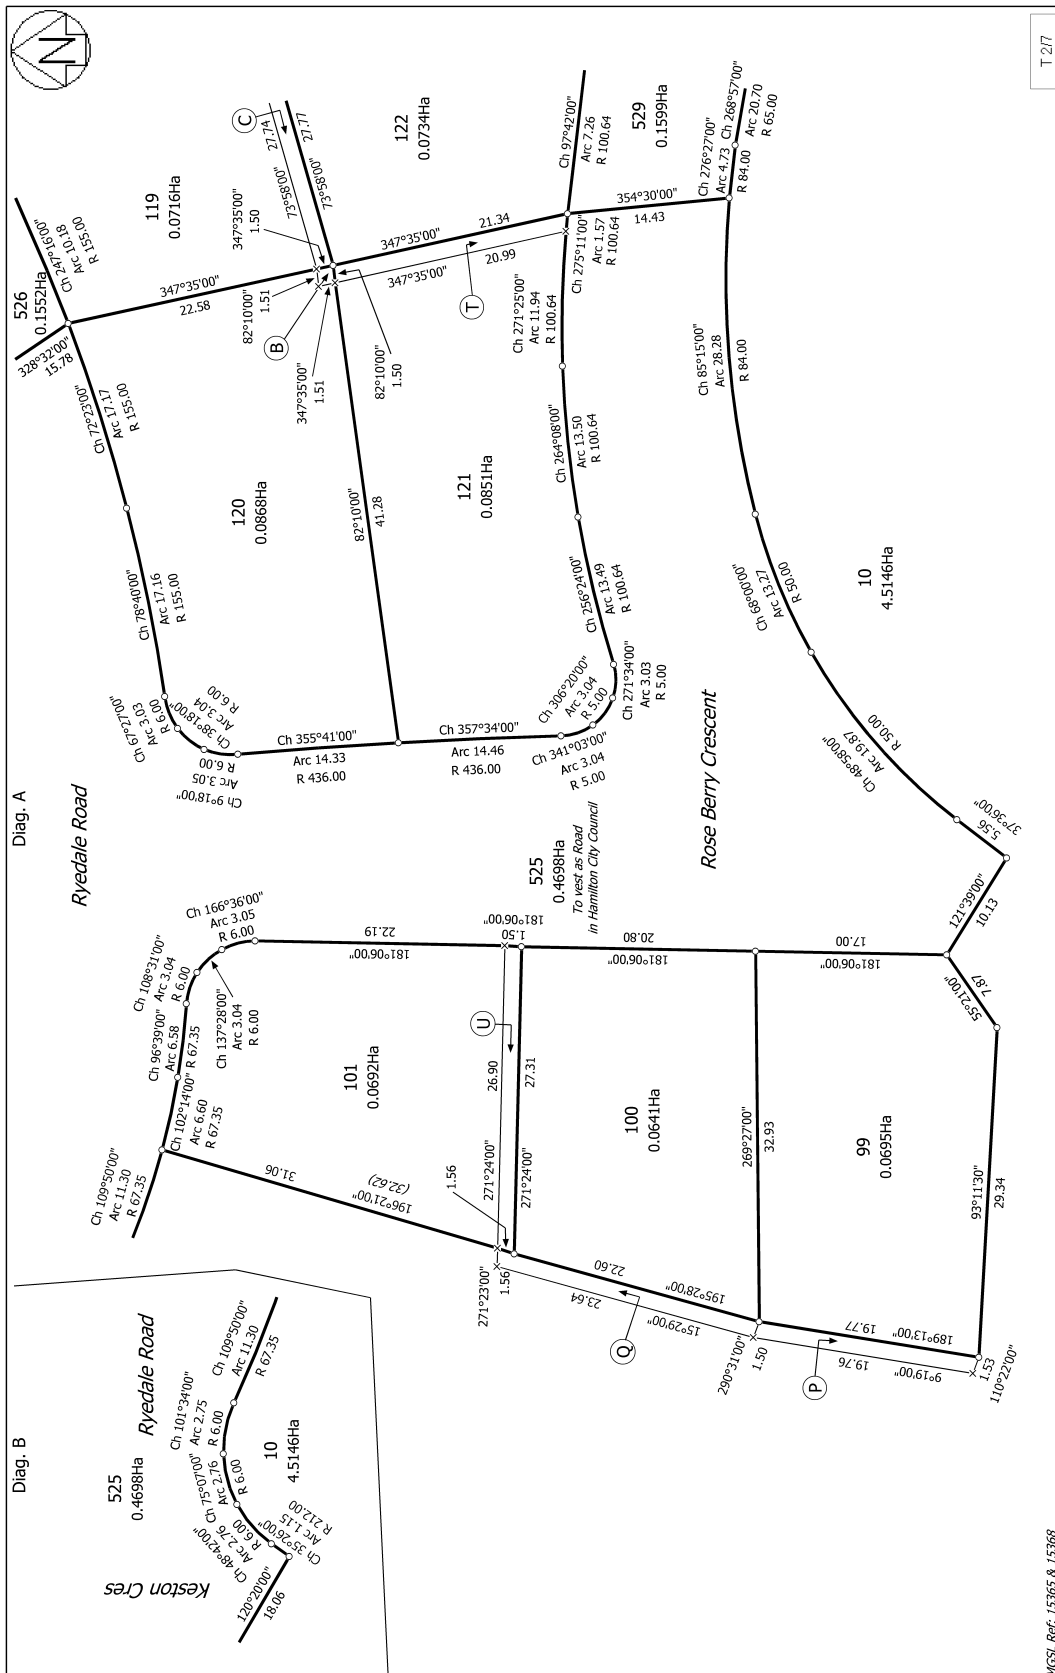 Diag. B
Diag. A
N
T 2/7
Keston Cres
525
0.4698Ha
Ryedale Road
10
4.5146Ha
120°20'00"
18.06
Ch 35°26'00"
Arc 1.15
R 212.00
Ch 48°42'00"
Arc 2.76
R 6.00
Ch 75°07'00"
Arc 2.76
R 6.00
Ch 101°34'00"
Arc 2.75
R 6.00
Ch 109°50'00"
Arc 11.30
R 67.35
Ryedale Road
Ch 109°50'00"
Arc 11.30
R 67.35
Ch 102°14'00"
Arc 6.60
R 67.35
Ch 96°39'00"
Arc 6.58
R 67.35
Ch 108°31'00"
Arc 3.04
R 6.00
Ch 137°28'00"
Arc 3.04
R 6.00
Ch 166°36'00"
Arc 3.05
R 6.00
31.06
196°21'00"
(32.62)
101
0.0692Ha
22.19
181°06'00"
1.50
181°06'00"
1.56
271°24'00"
26.90
U
271°24'00"
27.31
271°23'00"
1.56
100
0.0641Ha
20.80
181°06'00"
22.60
195°28'00"
23.64
15°29'00"
Q
269°27'00"
32.93
290°31'00"
1.50
99
0.0695Ha
17.00
181°06'00"
19.77
189°13'00"
19.76
9°19'00"
P
1.53
110°22'00"
93°11'30"
29.34
55°21'00"
7.87
121°39'00"
10.13
37°36'00"
5.56
525
0.4698Ha
To vest as Road
in Hamilton City Council
Rose Berry Crescent
Ch 48°58'00"
Arc 19.87
R 50.00
Ch 68°00'00"
Arc 13.27
R 50.00
Ch 85°15'00"
Arc 28.28
R 84.00
10
4.5146Ha
Ch 276°27'00"
Arc 4.73
R 84.00
Ch 268°57'00"
Arc 20.70
R 65.00
354°30'00"
14.43
529
0.1599Ha
Ch 97°42'00"
Arc 7.26
R 100.64
Ch 275°11'00"
Arc 1.57
R 100.64
Ch 271°25'00"
Arc 11.94
R 100.64
Ch 264°08'00"
Arc 13.50
R 100.64
Ch 256°24'00"
Arc 13.49
R 100.64
Ch 271°34'00"
Arc 3.03
R 5.00
Ch 306°20'00"
Arc 3.04
R 5.00
Ch 341°03'00"
Arc 3.04
R 5.00
Ch 357°34'00"
Arc 14.46
R 436.00
Ch 355°41'00"
Arc 14.33
R 436.00
Ch 9°18'00"
Arc 3.05
R 6.00
Ch 38°18'00"
Arc 3.04
R 6.00
Ch 67°27'00"
Arc 3.03
R 6.00
Ch 78°40'00"
Arc 17.16
R 155.00
Ch 72°23'00"
Arc 17.17
R 155.00
120
0.0868Ha
82°10'00"
41.28
121
0.0851Ha
347°35'00"
1.51
82°10'00"
1.50
82°10'00"
1.51
B
347°35'00"
22.58
347°35'00"
1.50
328°32'00"
15.78
526
0.1552Ha
Ch 247°16'00"
Arc 10.18
R 155.00
119
0.0716Ha
C
73°58'00"
27.74
73°58'00"
27.77
122
0.0734Ha
347°35'00"
21.34
347°35'00"
20.99
T
MGSL Ref: 15365 & 15368